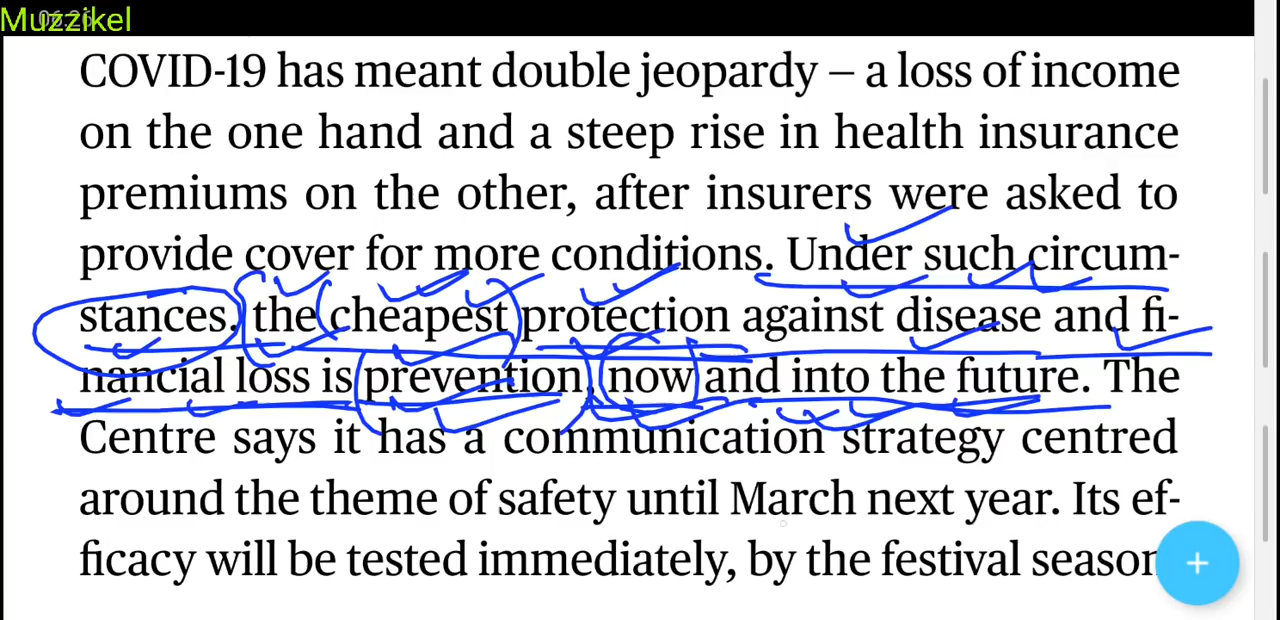 Muzzikel
COVID-19 has meant double jeopardy – a loss of income
on the one hand and a steep rise in health insurance
premiums on the other, after insurers were asked to
provide cover for more conditions. Under such circum-
stances, the cheapest protection against disease and fi-
nancial loss is prevention, now and into the future. The
Centre says it has a communication strategy centred
around the theme of safety until March next year. Its ef-
ficacy will be tested immediately, by the festival season
+